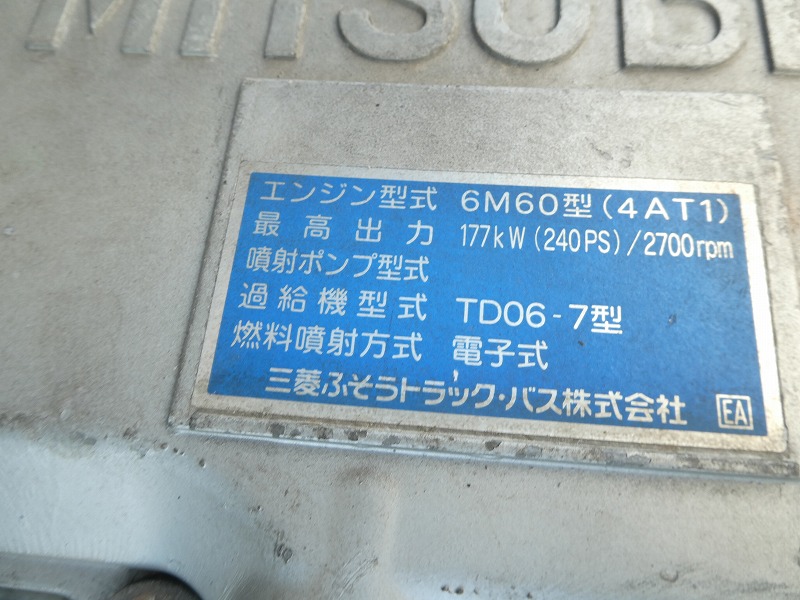 MITSUBI
エンジン型式 6M60型(4AT1)
最高出力 177kW(240PS)/2700rpm
噴射ポンプ型式
過給機型式 TD06-7型
燃料噴射方式 電子式
三菱ふそうトラック・バス株式会社 EA